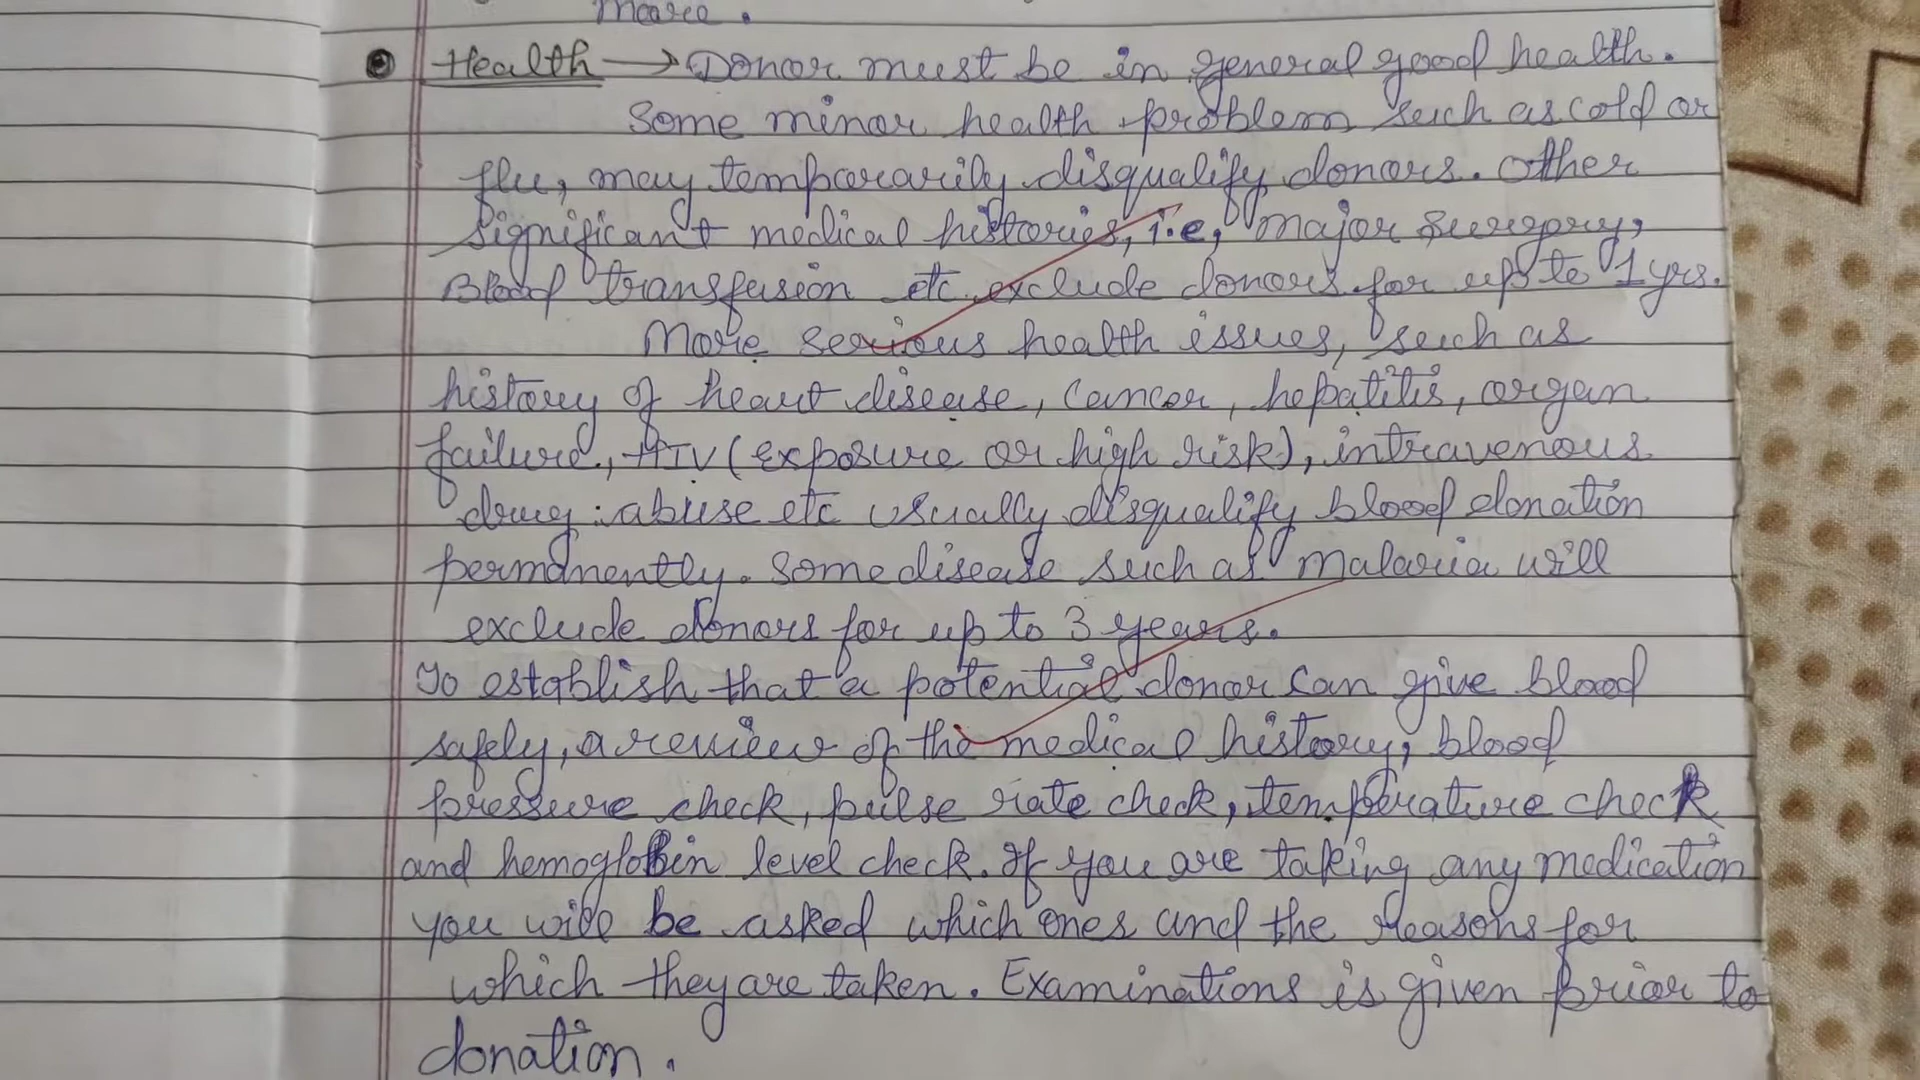 Health → Donor must be in general good health.
Some minor health problem such as cold or
flu, may temporarily disqualify donors. Other
significant medical histories, i.e, major surgery,
Blood transfusion etc exclude donors for up to 1 yrs.
More serious health issues, such as
history of heart disease, Cancer, hepatitis, organ
failure, HIV (exposure or high risk), intravenous
drug abuse etc usually disqualify blood donation
permanently. Some disease such as malaria will
exclude donors for up to 3 years.
To establish that a potential donor can give blood
safely, a review of the medical history, blood
pressure check, pulse rate check, temperature check
and hemoglobin level check. If you are taking any medication
you will be asked which ones and the reasons for
which they are taken. Examinations is given prior to
donation.